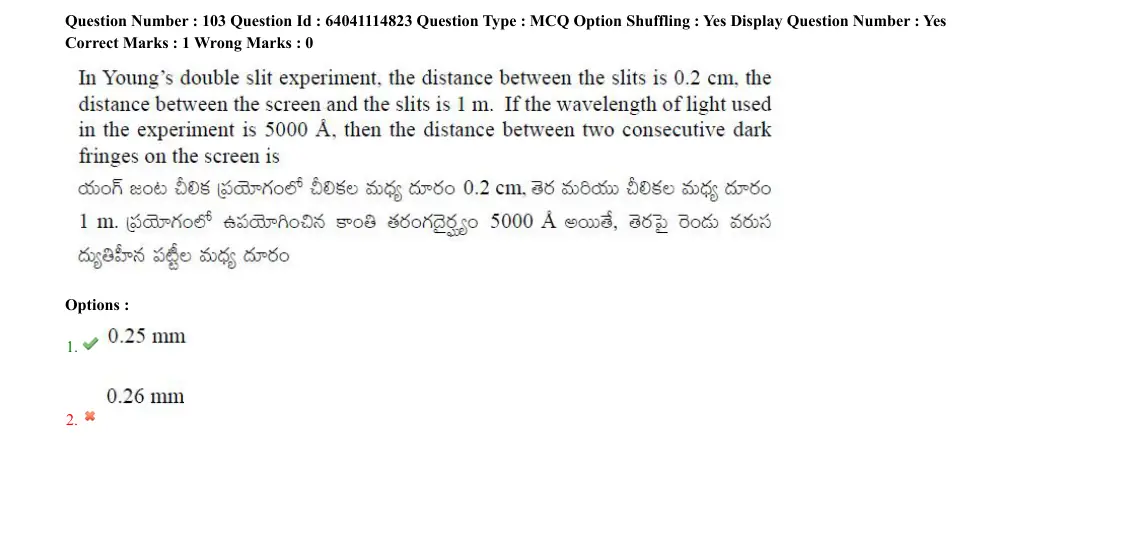 Question Number : 103 Question Id : 64041114823 Question Type : MCQ Option Shuffling : Yes Display Question Number : Yes
Correct Marks : 1 Wrong Marks : 0
In Young's double slit experiment, the distance between the slits is 0.2 cm, the
distance between the screen and the slits is 1 m. If the wavelength of light used
in the experiment is 5000 Å, then the distance between two consecutive dark
fringes on the screen is
యంగ్ జంట చీలిక ప్రయోగంలో చీలికల మధ్య దూరం 0.2 cm, తెర మరియు చీలికల మధ్య దూరం
1 m. ప్రయోగంలో ఉపయోగించిన కాంతి తరంగదైర్ఘ్యం 5000 Å అయితే, తెరపై రెండు వరుస
ద్యుతిహీన పట్టీల మధ్య దూరం
Options :
1. 0.25 mm
2. 0.26 mm